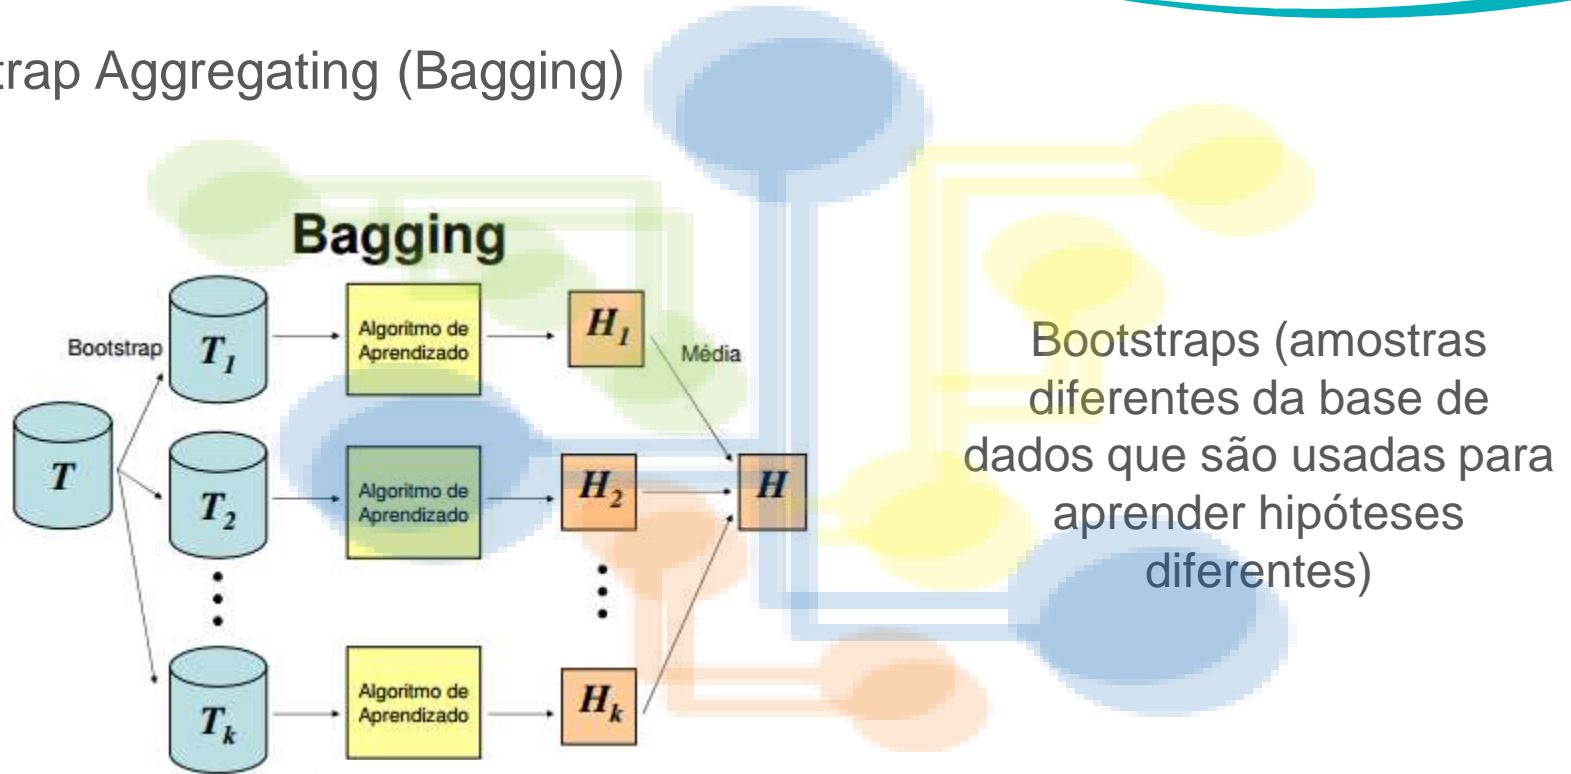 trap Aggregating (Bagging)
Bagging
Bootstrap
T1
Algoritmo de
Aprendizado
H1
Média
T
T2
Algoritmo de
Aprendizado
H2
H
Tk
Algoritmo de
Aprendizado
Hk
Bootstraps (amostras
diferentes da base de
dados que são usadas para
aprender hipóteses
diferentes)